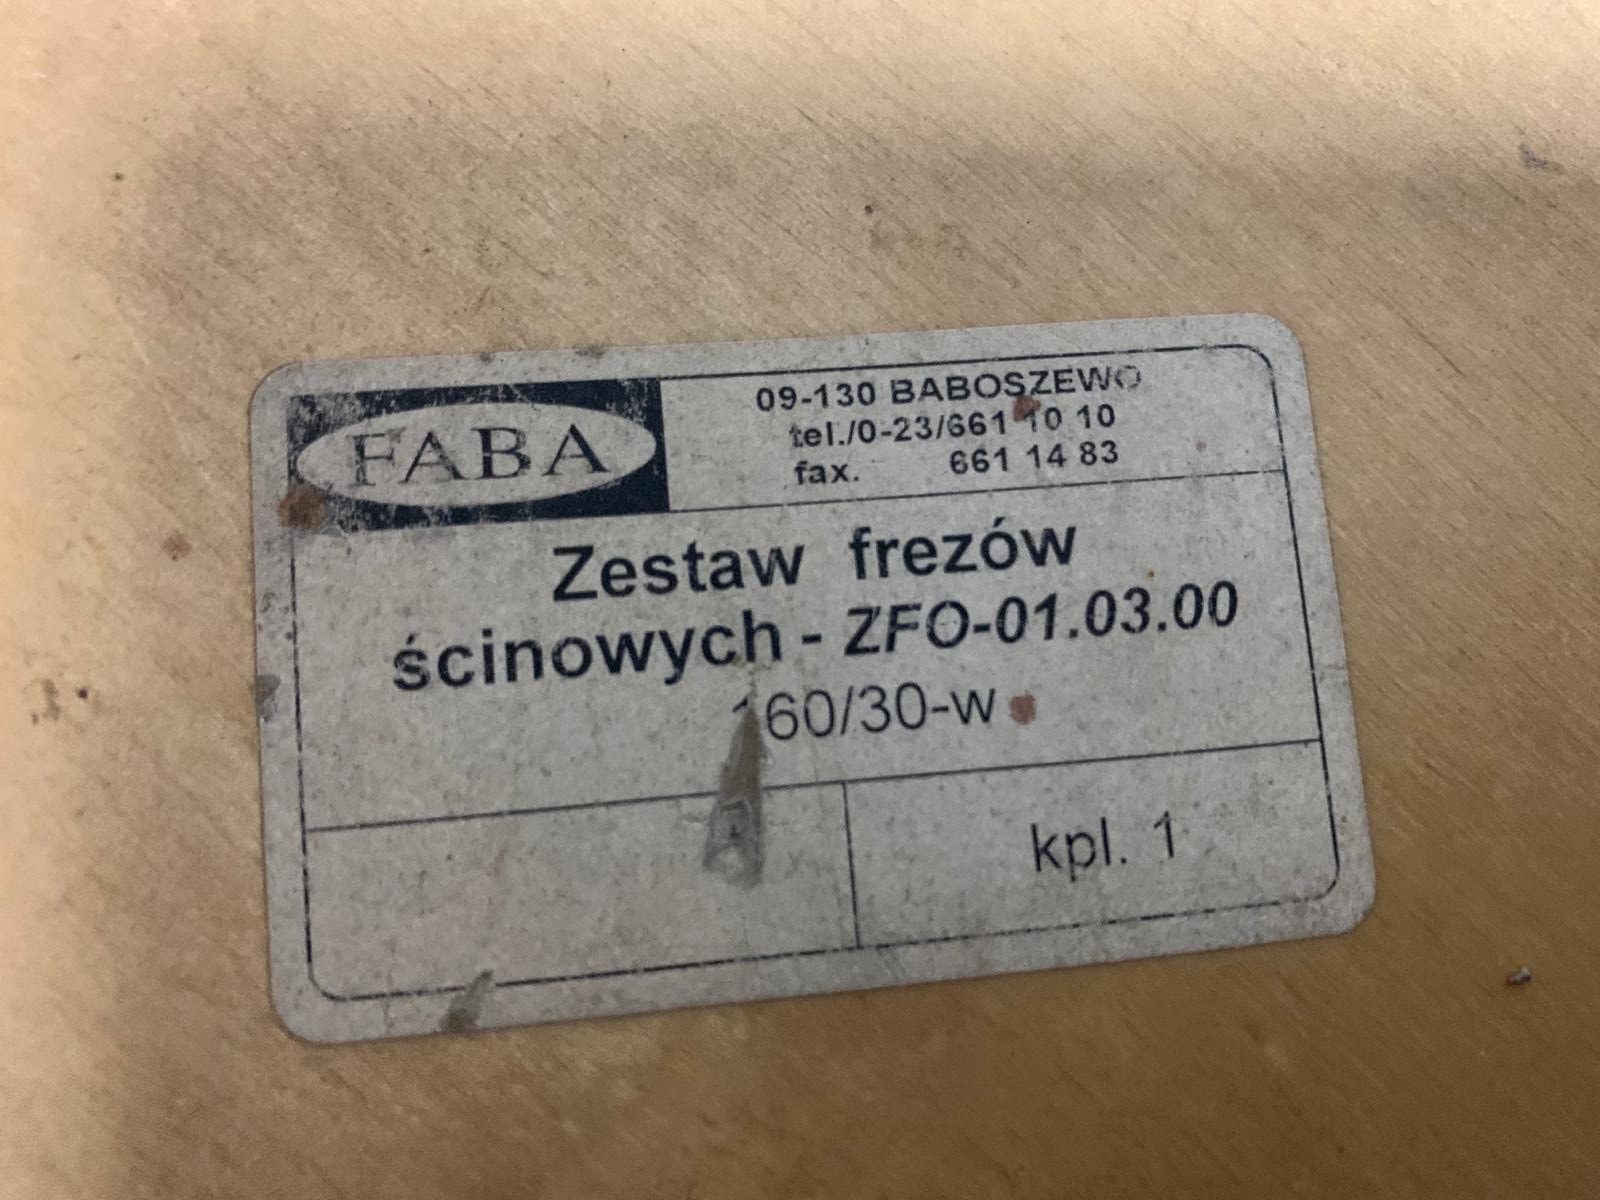 FABA
09-130 BABOSZEWO
tel./0-23/661 10 10
fax. 661 14 83
Zestaw frezów
ścinowych - ZFO-01.03.00
160/30-w
kpl. 1